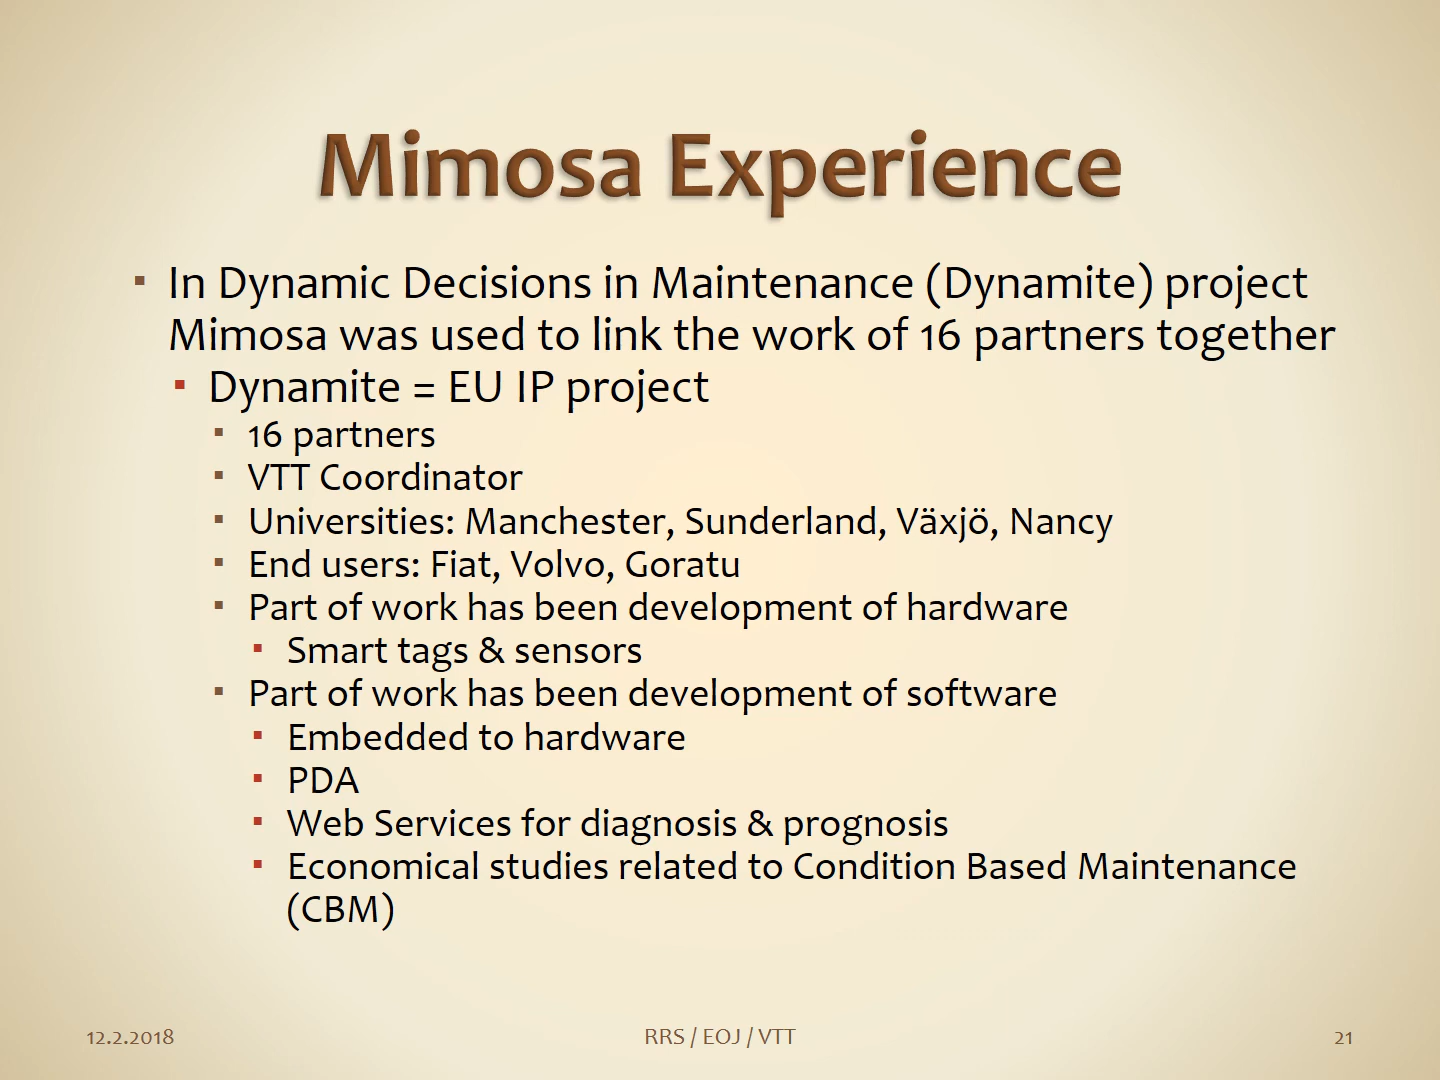 Mimosa Experience
▪ In Dynamic Decisions in Maintenance (Dynamite) project
Mimosa was used to link the work of 16 partners together
▪ Dynamite = EU IP project
▪ 16 partners
▪ VTT Coordinator
▪ Universities: Manchester, Sunderland, Växjö, Nancy
▪ End users: Fiat, Volvo, Goratu
▪ Part of work has been development of hardware
▪ Smart tags & sensors
▪ Part of work has been development of software
▪ Embedded to hardware
▪ PDA
▪ Web Services for diagnosis & prognosis
▪ Economical studies related to Condition Based Maintenance
(CBM)
12.2.2018
RRS / EOJ / VTT
21